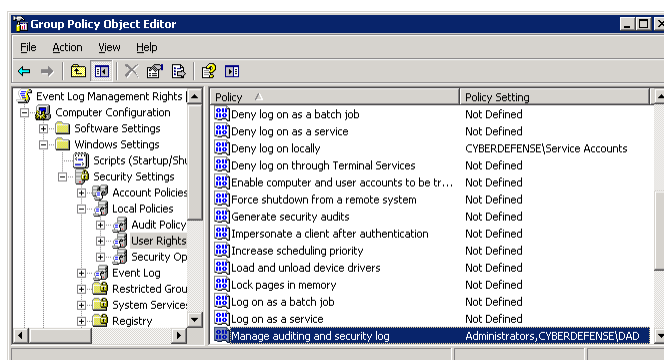 Group Policy Object Editor
File Action View Help
Event Log Management Rights
Computer Configuration
Software Settings
Windows Settings
Scripts (Startup/Shu
Security Settings
Account Policies
Local Policies
Audit Policy
User Rights
Security Op
Event Log
Restricted Grou
System Service
Registry
Policy Policy Setting
Deny log on as a batch job Not Defined
Deny log on as a service Not Defined
Deny log on locally CYBERDEFENSE\Service Accounts
Deny log on through Terminal Services Not Defined
Enable computer and user accounts to be tr... Not Defined
Force shutdown from a remote system Not Defined
Generate security audits Not Defined
Impersonate a client after authentication Not Defined
Increase scheduling priority Not Defined
Load and unload device drivers Not Defined
Lock pages in memory Not Defined
Log on as a batch job Not Defined
Log on as a service Not Defined
Manage auditing and security log Administrators,CYBERDEFENSE\DAD